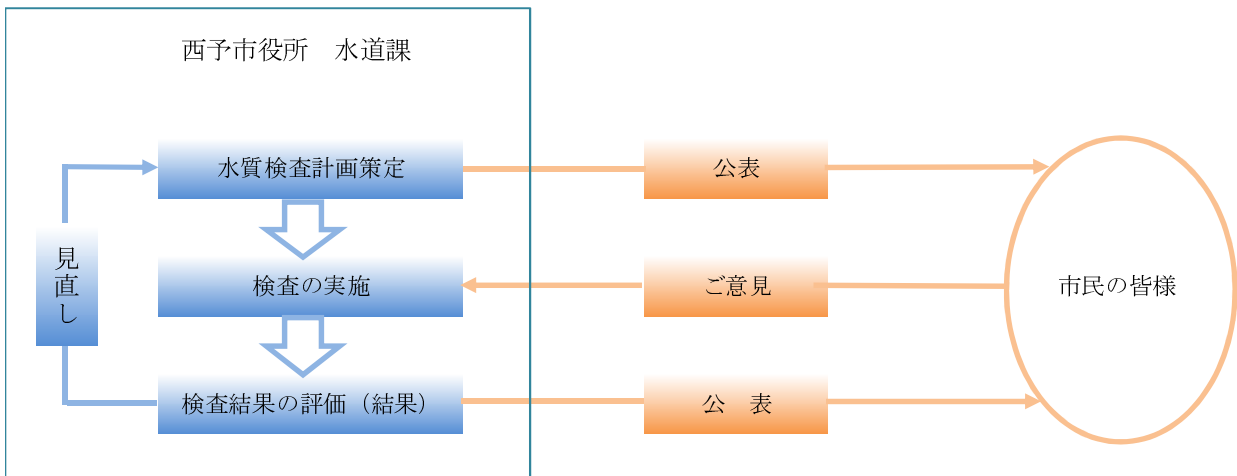 西予市役所　水道課
水質検査計画策定
公表
見直し
検査の実施
ご意見
市民の皆様
検査結果の評価（結果）
公　表